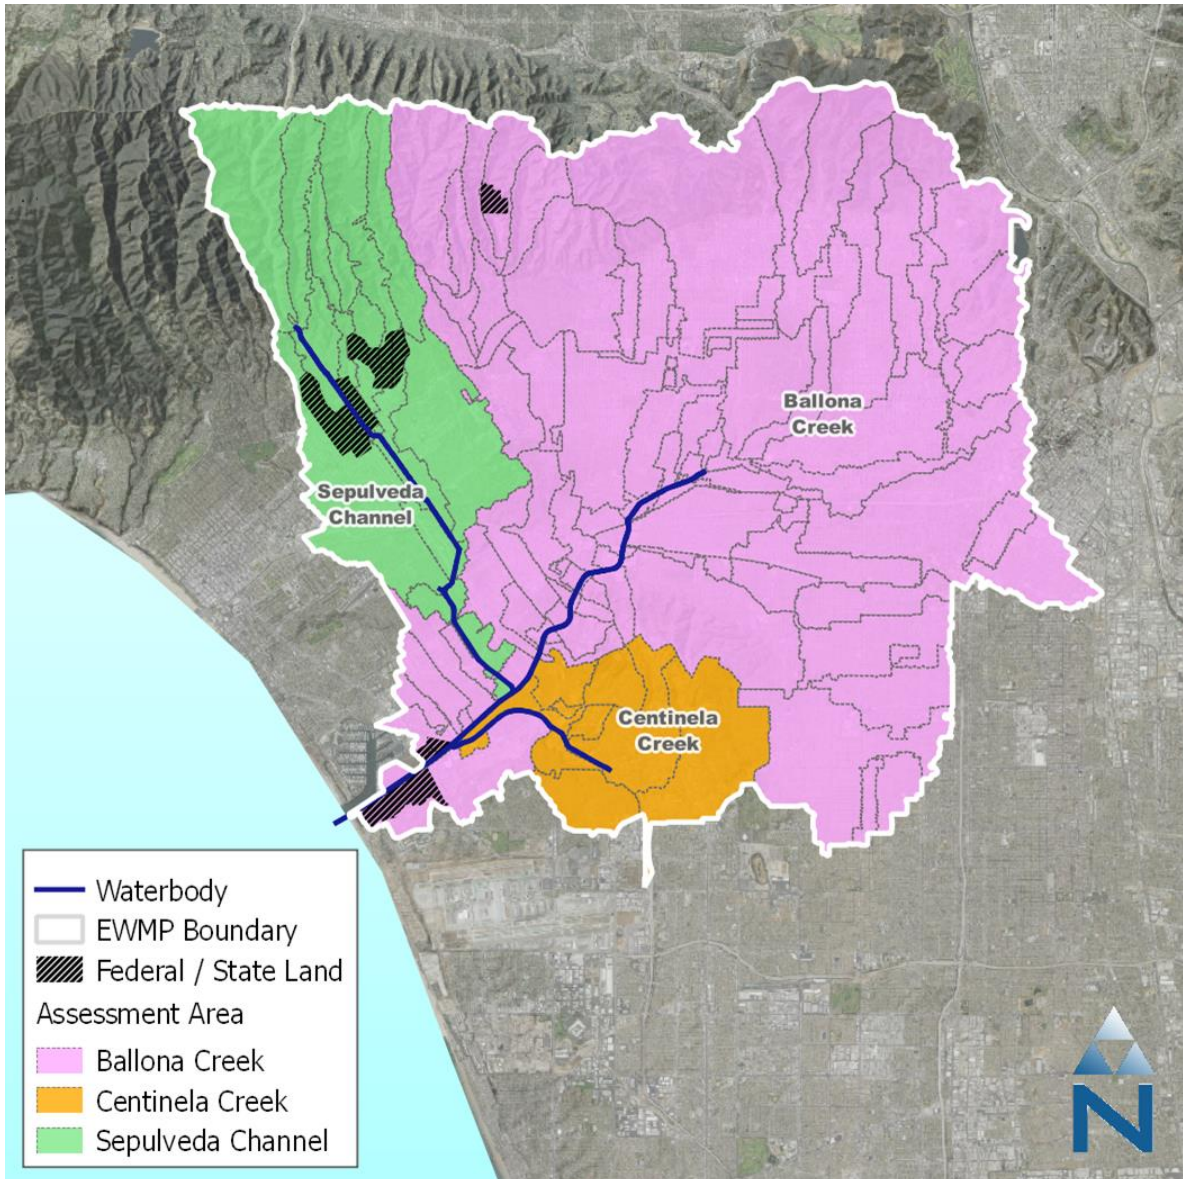 Ballona
Creek
Sepulveda
Channel
Centinela
Creek
Waterbody
EWMP Boundary
Federal / State Land
Assessment Area
Ballona Creek
Centinela Creek
Sepulveda Channel
N